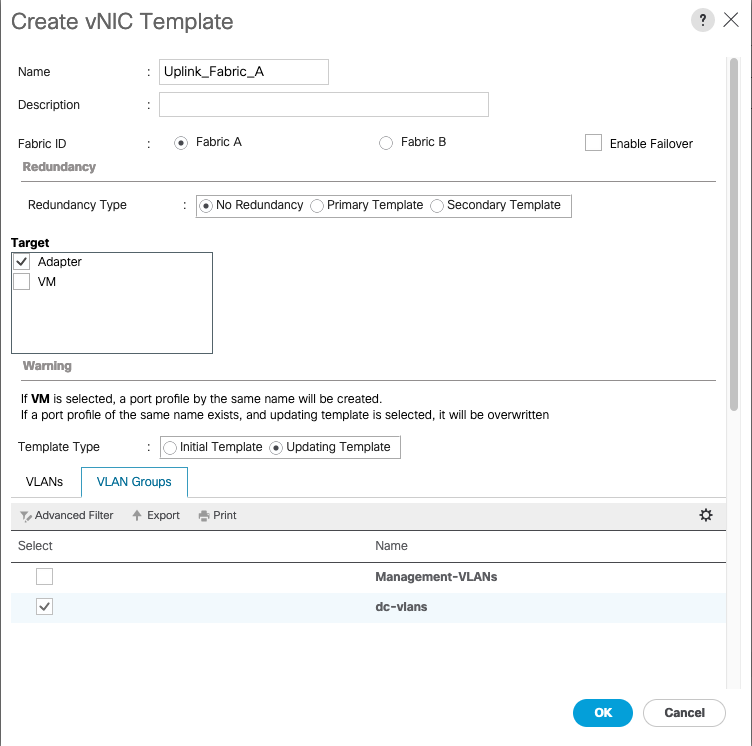 Create vNIC Template ?
Name : Uplink_Fabric_A
Description :
Fabric ID : Fabric A Fabric B Enable Failover
Redundancy
Redundancy Type : No Redundancy Primary Template Secondary Template
Target
Adapter
VM
Warning
If VM is selected, a port profile by the same name will be created.
If a port profile of the same name exists, and updating template is selected, it will be overwritten
Template Type : Initial Template Updating Template
VLANs VLAN Groups
Advanced Filter Export Print
Select Name
Management-VLANs
dc-vlans
OK Cancel